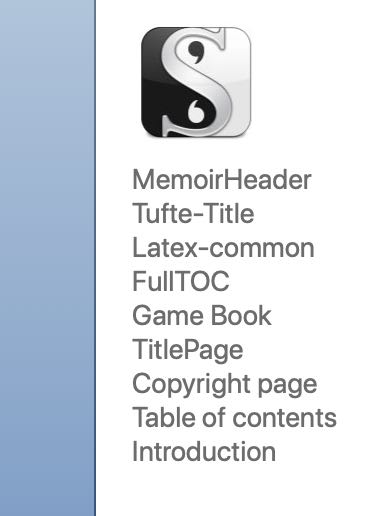 MemoirHeader
Tufte-Title
Latex-common
FullTOC
Game Book
TitlePage
Copyright page
Table of contents
Introduction